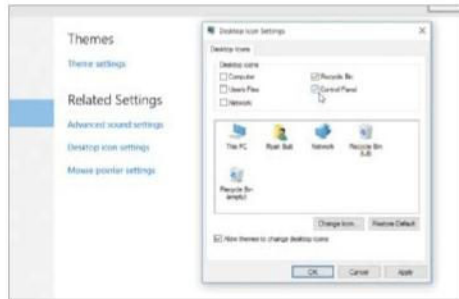 Themes
Theme settings
Related Settings
Advanced sound settings
Desktop icon settings
Mouse pointer settings
Desktop Icon Settings
Desktop Icons
Desktop icons
Computer
Recycle Bin
User's Files
Control Panel
Network
This PC
Network
Recycle Bin
(full)
Recycle Bin
(empty)
Change Icon...
Restore Default
Allow themes to change desktop icons
OK
Cancel
Apply